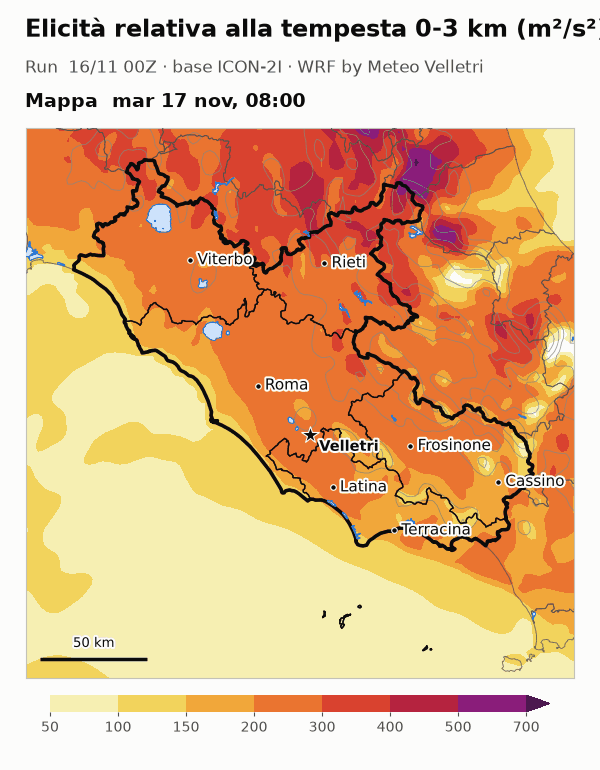 Elicità relativa alla tempesta 0-3 km (m²/s²)
Run 16/11 00Z · base ICON-2I · WRF by Meteo Velletri
Mappa mar 17 nov, 08:00
Viterbo
Rieti
Roma
Velletri
Frosinone
Latina
Cassino
Terracina
50 km
50 100 150 200 300 400 500 700